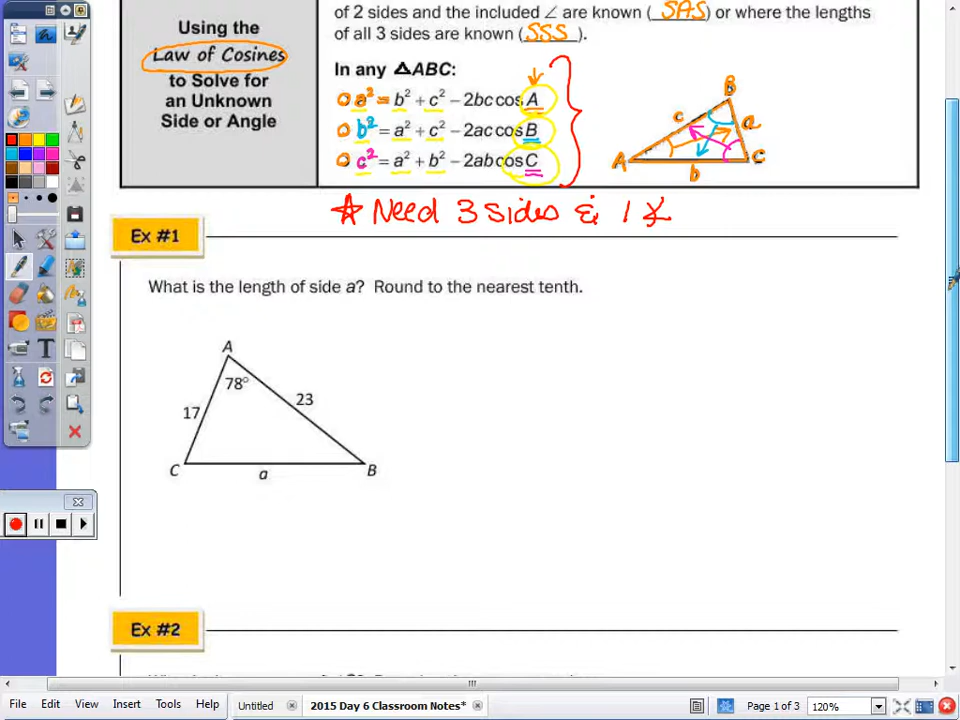 of 2 sides and the included ∠ are known (SAS) or where the lengths
of all 3 sides are known (SSS).
Using the
Law of Cosines
to Solve for
an Unknown
Side or Angle
In any ΔABC:
a² = b² + c² − 2bc cos A
b² = a² + c² − 2ac cos B
c² = a² + b² − 2ab cos C
B
c
a
A
b
C
☆ Need 3 sides & 1 ∡
Ex #1
What is the length of side a? Round to the nearest tenth.
A
78°
17
23
C
a
B
Ex #2
File Edit View Insert Tools Help
Untitled
2015 Day 6 Classroom Notes*
Page 1 of 3
120%